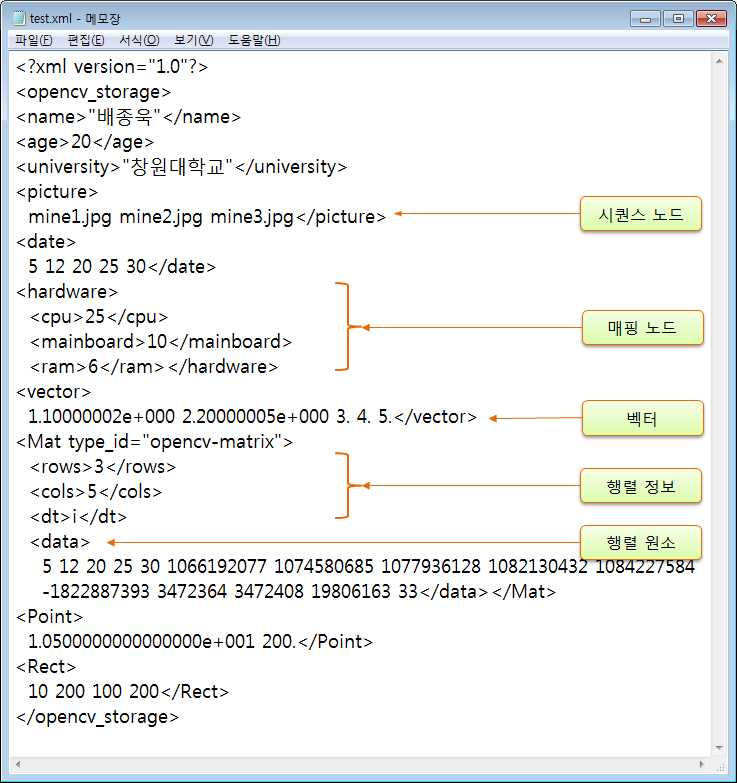 test.xml - 메모장
파일(F) 편집(E) 서식(O) 보기(V) 도움말(H)
<?xml version="1.0"?>
<opencv_storage>
<name>"배종욱"</name>
<age>20</age>
<university>"창원대학교"</university>
<picture>
mine1.jpg mine2.jpg mine3.jpg</picture>
시퀀스 노드
<date>
5 12 20 25 30</date>
<hardware>
<cpu>25</cpu>
<mainboard>10</mainboard>
매핑 노드
<ram>6</ram></hardware>
<vector>
1.10000002e+000 2.20000005e+000 3. 4. 5.</vector>
벡터
<Mat type_id="opencv-matrix">
<rows>3</rows>
<cols>5</cols>
행렬 정보
<dt>i</dt>
<data>
행렬 원소
5 12 20 25 30 1066192077 1074580685 1077936128 1082130432 1084227584
-1822887393 3472364 3472408 19806163 33</data></Mat>
<Point>
1.0500000000000000e+001 200.</Point>
<Rect>
10 200 100 200</Rect>
</opencv_storage>